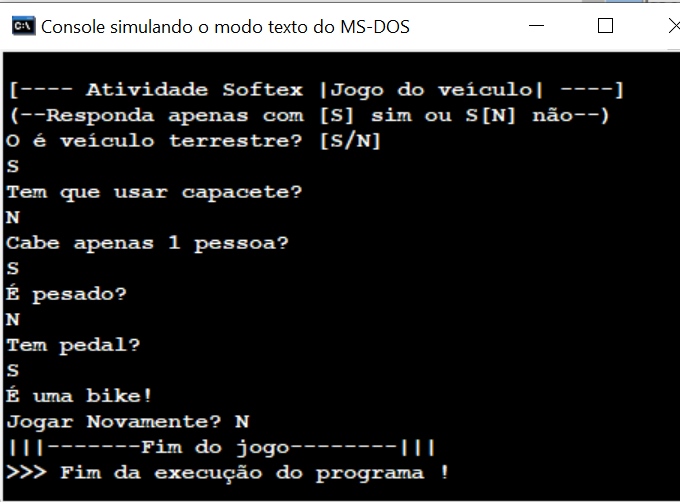 Console simulando o modo texto do MS-DOS
[---- Atividade Softex |Jogo do veículo| ----]
(--Responda apenas com [S] sim ou S[N] não--)
O é veículo terrestre? [S/N]
S
Tem que usar capacete?
N
Cabe apenas 1 pessoa?
S
É pesado?
N
Tem pedal?
S
É uma bike!
Jogar Novamente? N
|||-------Fim do jogo--------|||
>>> Fim da execução do programa !